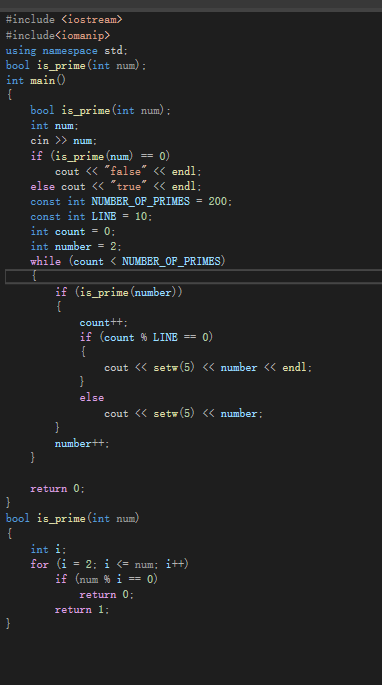 #include <iostream>
#include<iomanip>
using namespace std;
bool is_prime(int num);
int main()
{
    bool is_prime(int num);
    int num;
    cin >> num;
    if (is_prime(num) == 0)
        cout << "false" << endl;
    else cout << "true" << endl;
    const int NUMBER_OF_PRIMES = 200;
    const int LINE = 10;
    int count = 0;
    int number = 2;
    while (count < NUMBER_OF_PRIMES)
    {
        if (is_prime(number))
        {
            count++;
            if (count % LINE == 0)
            {
                cout << setw(5) << number << endl;
            }
            else
                cout << setw(5) << number;
        }
        number++;
    }

    return 0;
}
bool is_prime(int num)
{
    int i;
    for (i = 2; i <= num; i++)
        if (num % i == 0)
            return 0;
        return 1;
}